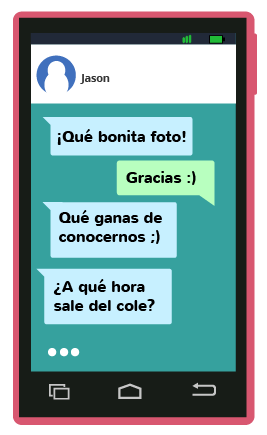 Jason
¡Qué bonita foto!
Gracias :)
Qué ganas de
conocernos ;)
¿A qué hora
sale del cole?